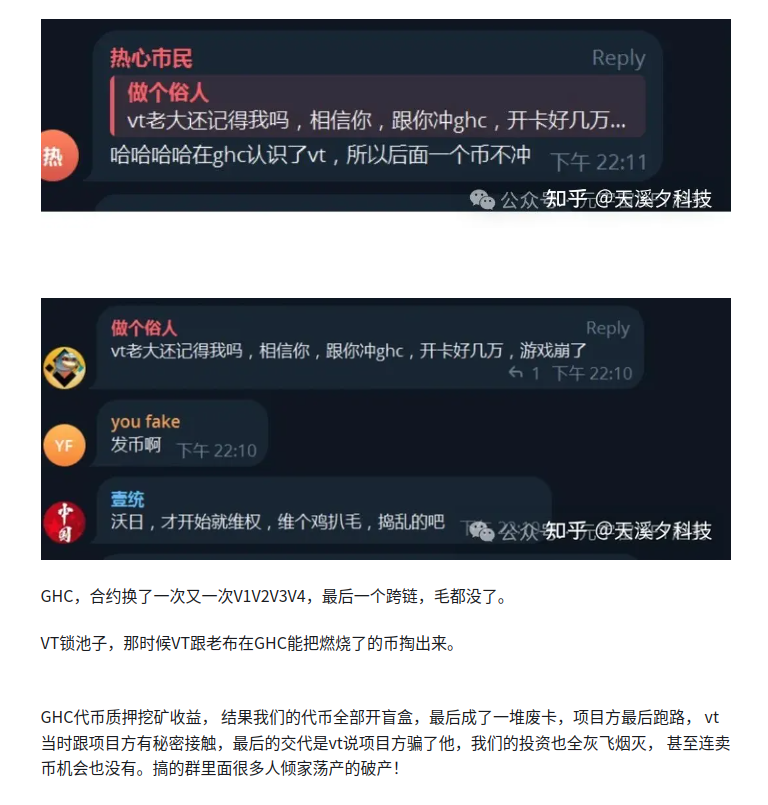 热心市民 Reply
做个俗人
vt老大还记得我吗，相信你，跟你冲ghc，开卡好几万...
热
哈哈哈哈在ghc认识了vt，所以后面一个币不冲 下午 22:11
公众号 知乎 @天溪夕科技
做个俗人 Reply
vt老大还记得我吗，相信你，跟你冲ghc，开卡好几万，游戏崩了
1 下午 22:10
you fake
YF
发币啊 下午 22:10
壹统
中国
沃日，才开始就维权，维个鸡扒毛，捣乱的吧
公众号 知乎 @天溪夕科技
GHC，合约换了一次又一次V1V2V3V4，最后一个跨链，毛都没了。
VT锁池子，那时候VT跟老布在GHC能把燃烧了的币掏出来。
GHC代币质押挖矿收益， 结果我们的代币全部开盲盒，最后成了一堆废卡，项目方最后跑路， vt
当时跟项目方有秘密接触，最后的交代是vt说项目方骗了他，我们的投资也全灰飞烟灭， 甚至连卖
币机会也没有。搞的群里面很多人倾家荡产的破产！